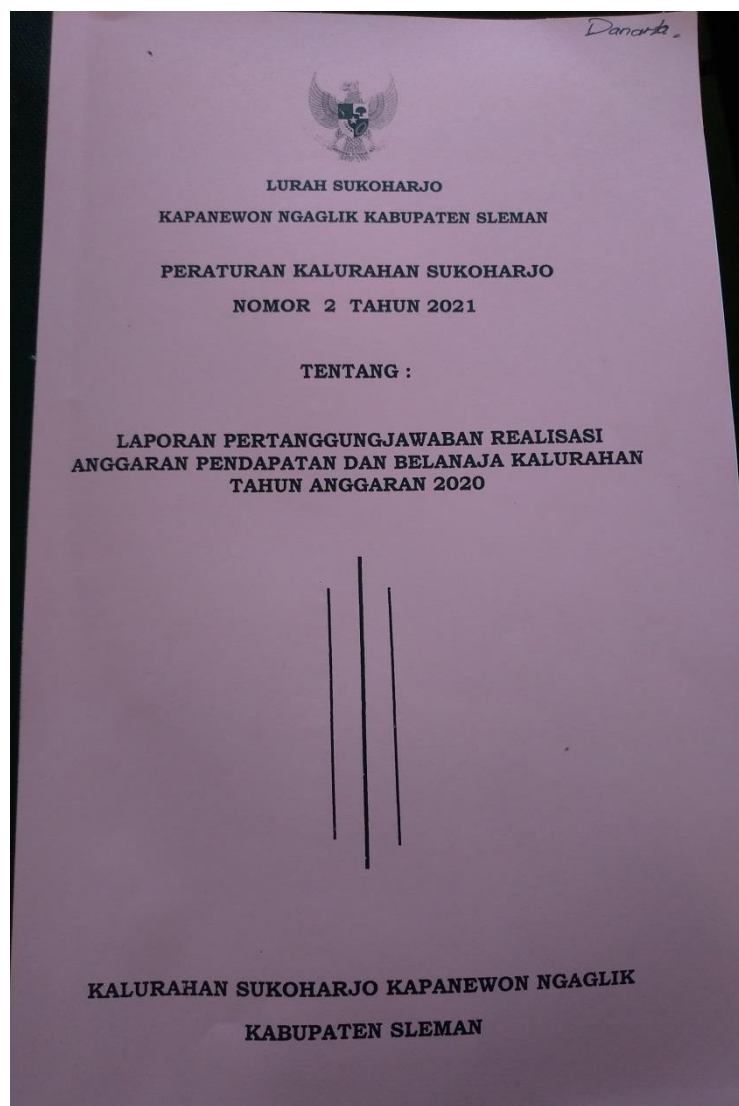 LURAH SUKOHARJO
KAPANEWON NGAGLIK KABUPATEN SLEMAN
PERATURAN KALURAHAN SUKOHARJO
NOMOR 2 TAHUN 2021
TENTANG :
LAPORAN PERTANGGUNGJAWABAN REALISASI
ANGGARAN PENDAPATAN DAN BELANAJA KALURAHAN
TAHUN ANGGARAN 2020
KALURAHAN SUKOHARJO KAPANEWON NGAGLIK
KABUPATEN SLEMAN